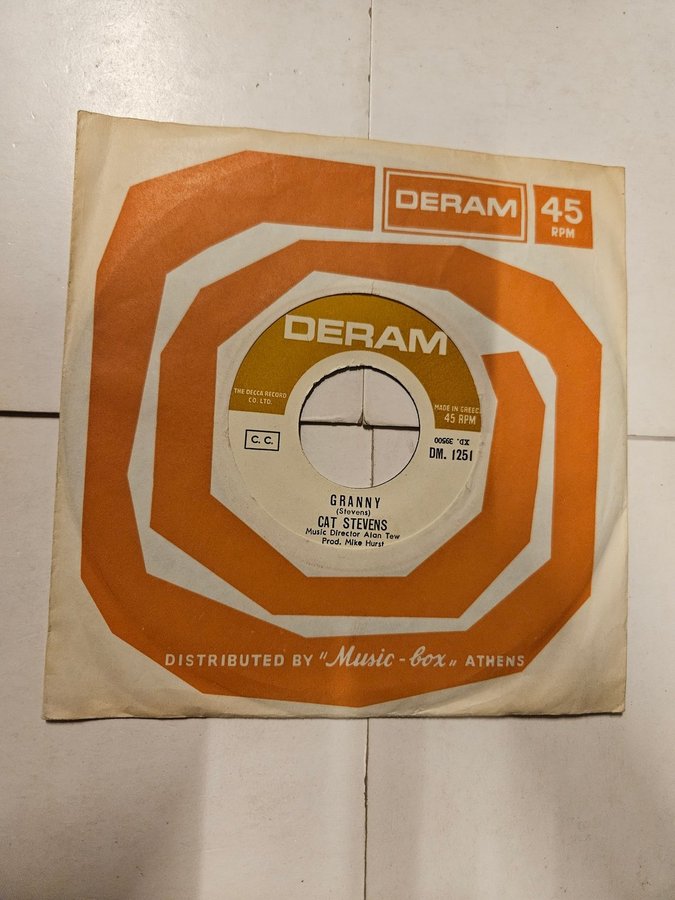 DERAM
45
RPM
DERAM
THE DECCA RECORD
CO. LTD.
MADE IN GREECE
45 RPM
C. C.
XD. 39500
DM. 1251
GRANNY
(Stevens)
CAT STEVENS
Music Director Alan Tew
Prod. Mike Hurst
DISTRIBUTED BY "Music-box„ ATHENS